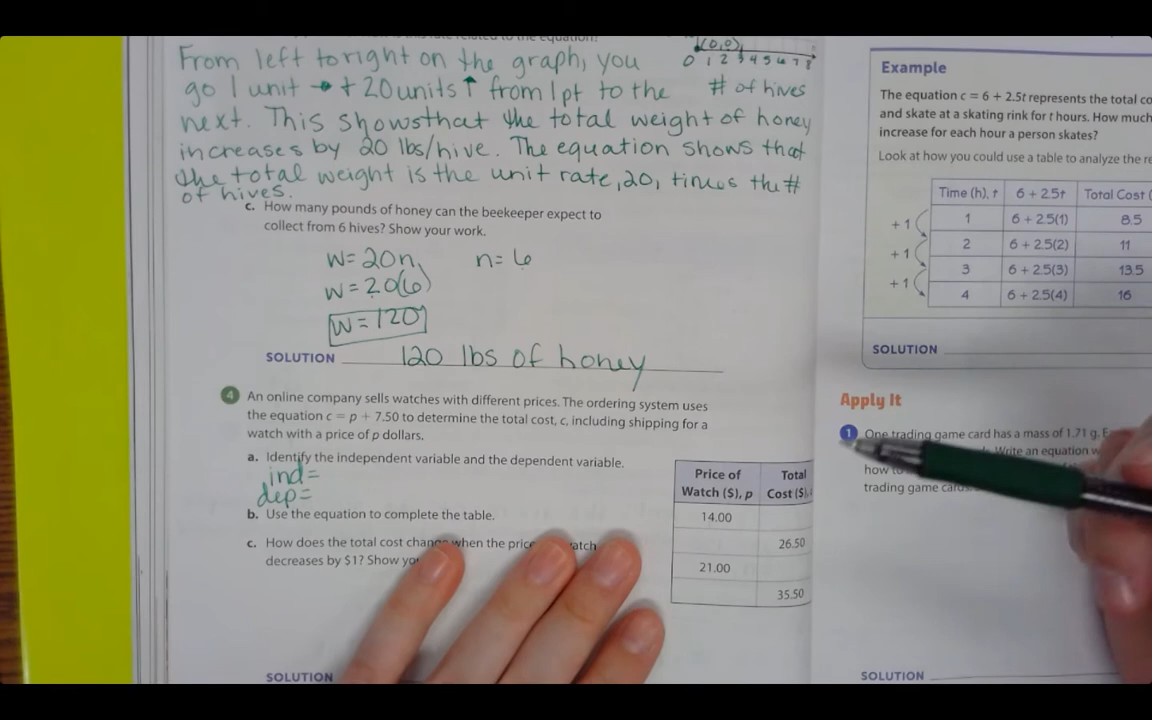 From left to right on the graph, you
go 1 unit → + 20 units ↑ from 1 pt to the
next. This shows that the total weight of honey
increases by 20 lbs/hive. The equation shows that
the total weight is the unit rate, 20, times the #
of hives.
(0,0)
0 1 2 3 4 5 6 7 8
# of hives
c. How many pounds of honey can the beekeeper expect to
collect from 6 hives? Show your work.
w = 20n n = 6
w = 20(6)
w = 120
SOLUTION 120 lbs of honey
4 An online company sells watches with different prices. The ordering system uses
the equation c = p + 7.50 to determine the total cost, c, including shipping for a
watch with a price of p dollars.
a. Identify the independent variable and the dependent variable.
ind =
dep =
b. Use the equation to complete the table.
c. How does the total cost change when the price
decreases by $1? Show
Price of Total
Watch ($), p Cost ($),
14.00
26.50
21.00
35.50
SOLUTION
Example
The equation c = 6 + 2.5t represents the total
and skate at a skating rink for t hours. How much
increase for each hour a person skates?
Look at how you could use a table to analyze the
Time (h), t 6 + 2.5t Total Cost
1 6 + 2.5(1) 8.5
+ 1
2 6 + 2.5(2) 11
+ 1
3 6 + 2.5(3) 13.5
+ 1
4 6 + 2.5(4) 16
SOLUTION
Apply It
1 One trading game card has a mass of 1.71 g.
Write an equation
how to
trading game
SOLUTION